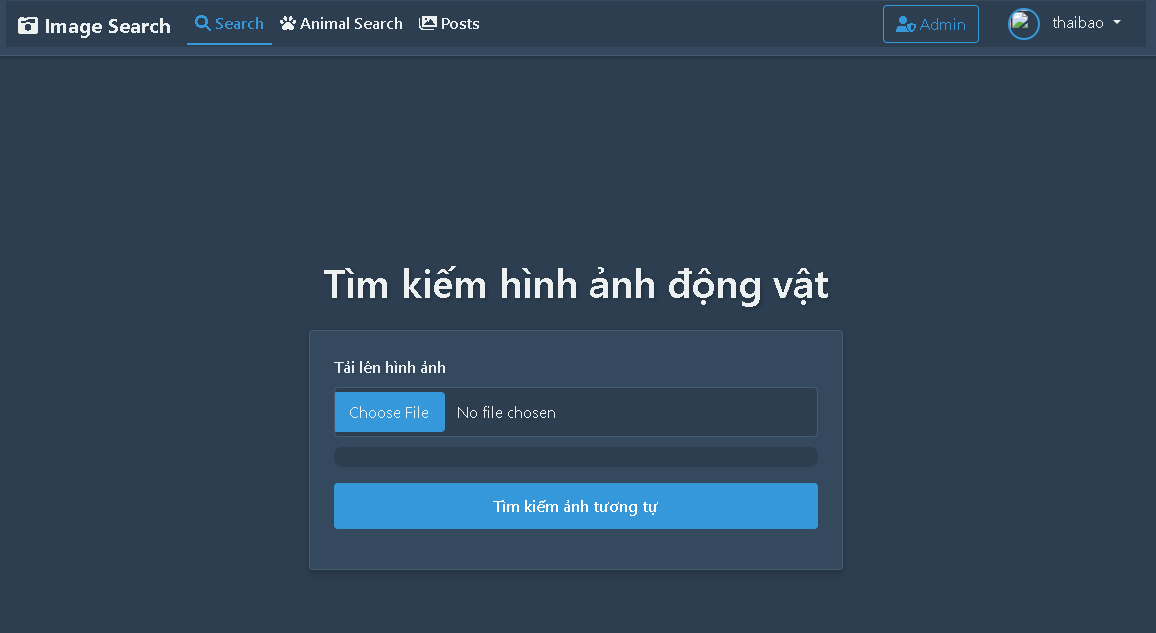 Image Search Search Animal Search Posts Admin thaibao
Tìm kiếm hình ảnh động vật
Tải lên hình ảnh
Choose File No file chosen
Tìm kiếm ảnh tương tự